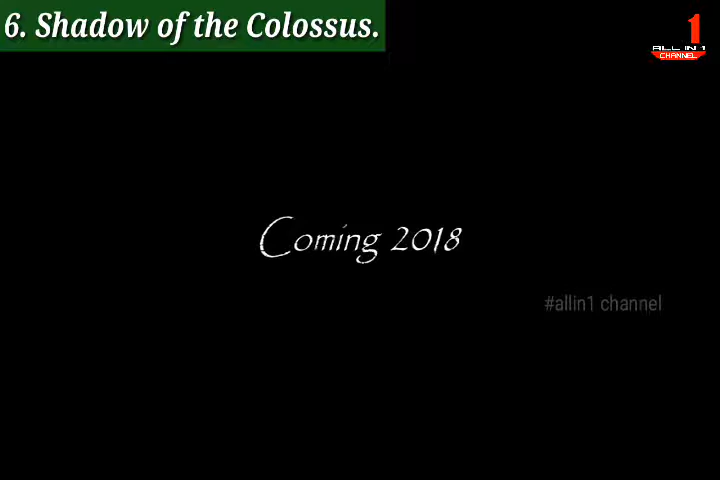 6. Shadow of the Colossus.
1
ALL IN 1
CHANNEL
Coming 2018
#allin1 channel